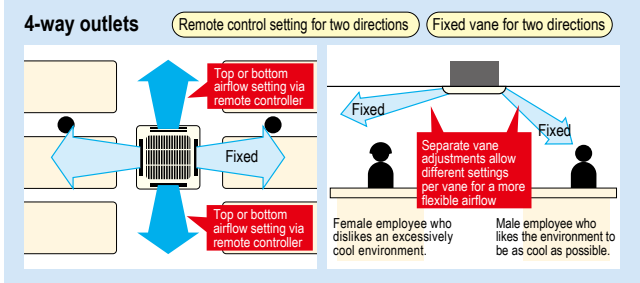 4-way outlets
Remote control setting for two directions
Fixed vane for two directions
Top or bottom
airflow setting via
remote controller
Fixed
Top or bottom
airflow setting via
remote controller
Fixed
Fixed
Separate vane
adjustments allow
different settings
per vane for a more
flexible airflow
Female employee who
dislikes an excessively
cool environment.
Male employee who
likes the environment to
be as cool as possible.